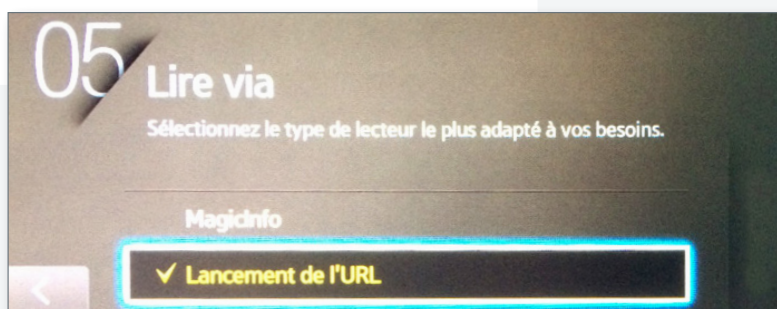 05
Lire via
Sélectionnez le type de lecteur le plus adapté à vos besoins.
MagicInfo
✓ Lancement de l'URL